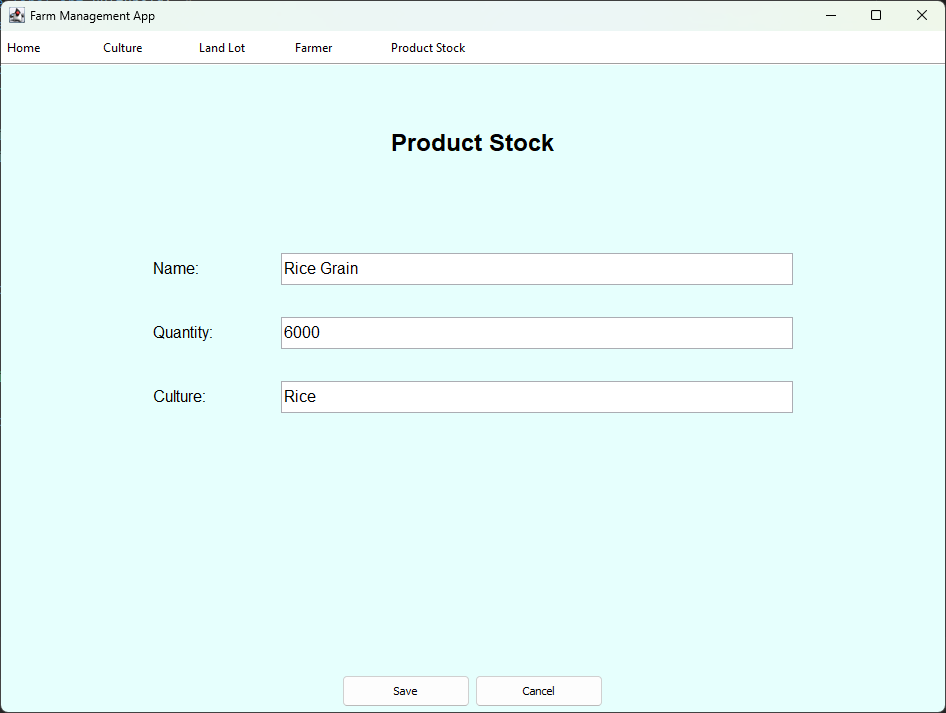 Farm Management App
Home Culture Land Lot Farmer Product Stock
Product Stock
Name: Rice Grain
Quantity: 6000
Culture: Rice
Save Cancel